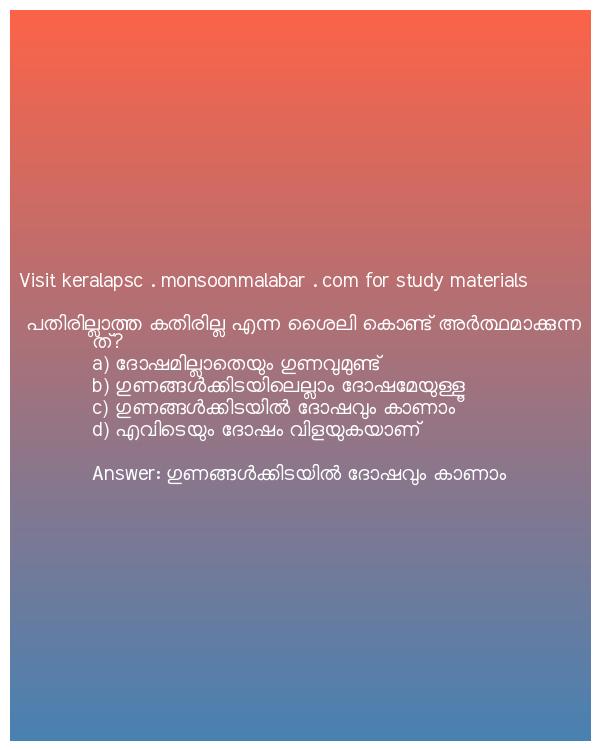 Visit keralapsc . monsoonmalabar . com for study materials
പതിരില്ലാത്ത കതിരില്ല എന്ന ശൈലി കൊണ്ട് അർത്ഥമാക്കുന്ന
ത്?
a) ദോഷമില്ലാതെയും ഗുണവുമുണ്ട്
b) ഗുണങ്ങൾക്കിടയിലെല്ലാം ദോഷമേയുള്ളൂ
c) ഗുണങ്ങൾക്കിടയിൽ ദോഷവും കാണാം
d) എവിടെയും ദോഷം വിളയുകയാണ്
Answer: ഗുണങ്ങൾക്കിടയിൽ ദോഷവും കാണാം